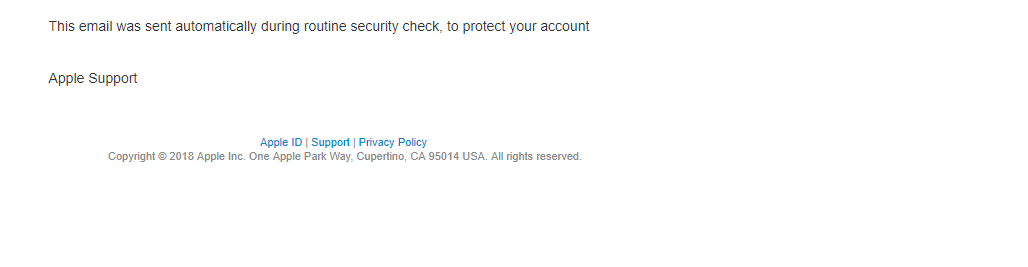 This email was sent automatically during routine security check, to protect your account
Apple Support
Apple ID | Support | Privacy Policy
Copyright © 2018 Apple Inc. One Apple Park Way, Cupertino, CA 95014 USA. All rights reserved.